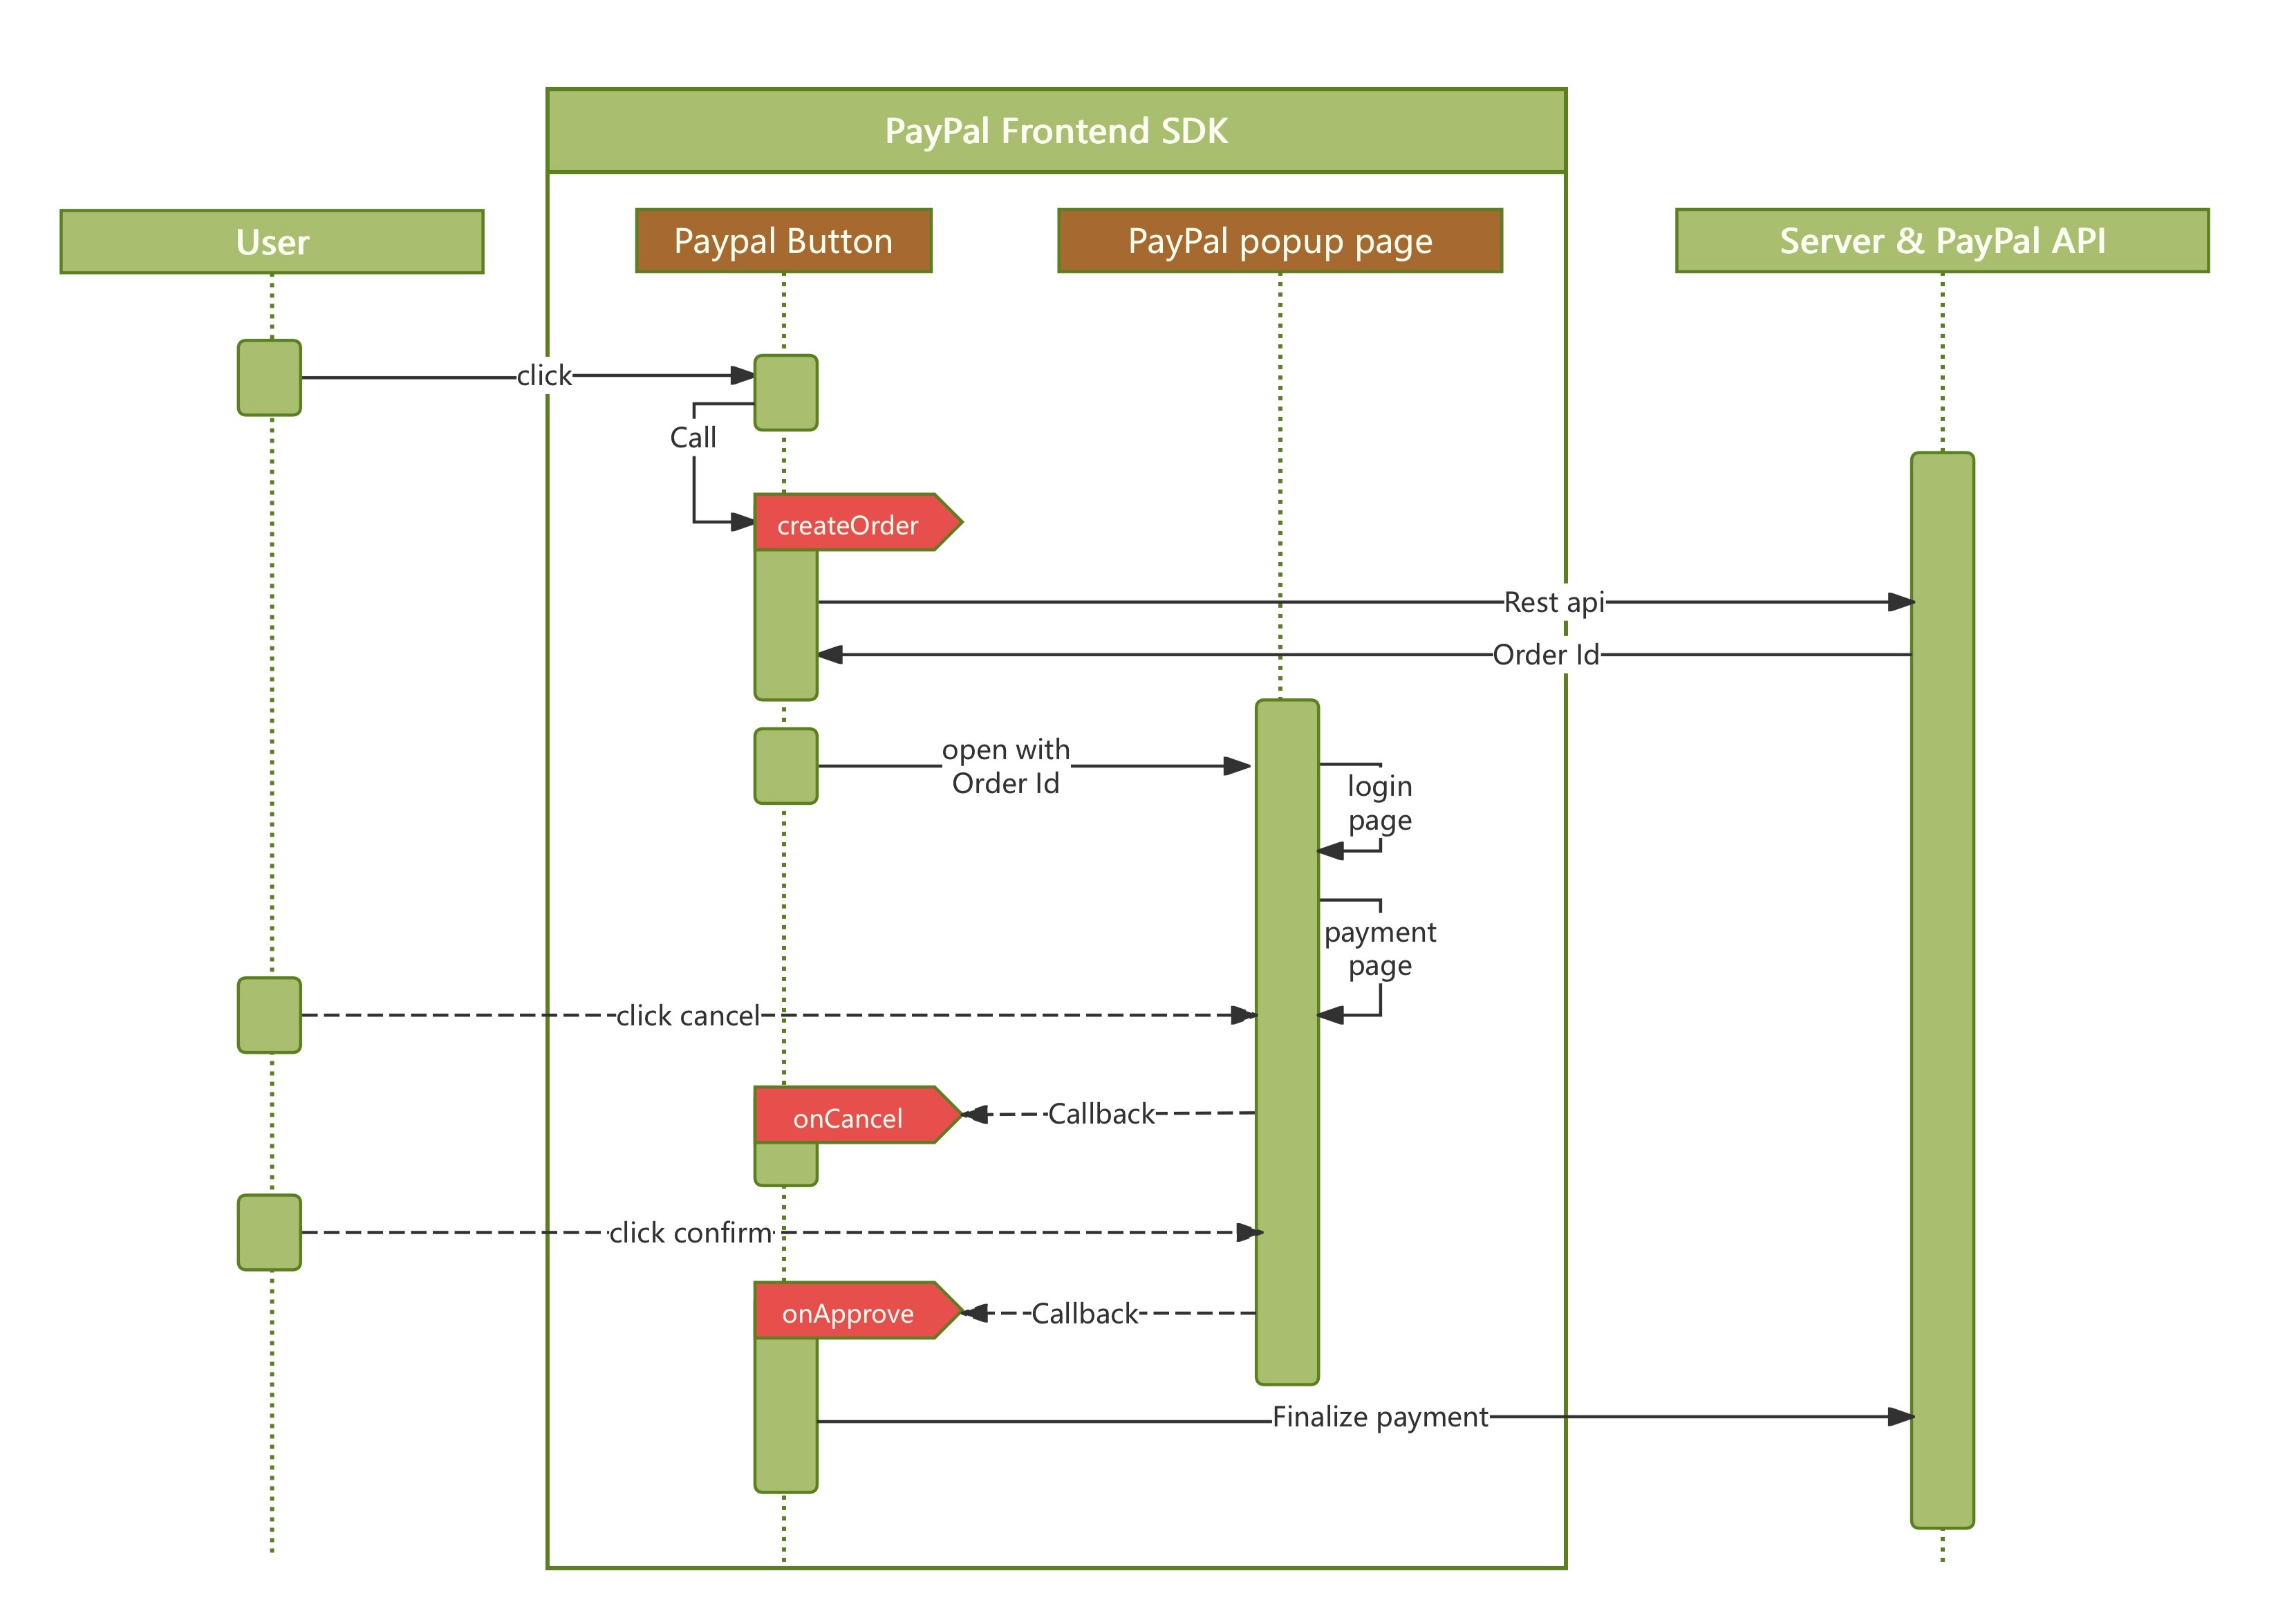 PayPal Frontend SDK
User
Paypal Button
PayPal popup page
Server & PayPal API
click
Call
createOrder
Rest api
Order Id
open with
Order Id
login
page
payment
page
click cancel
onCancel
Callback
click confirm
onApprove
Callback
Finalize payment